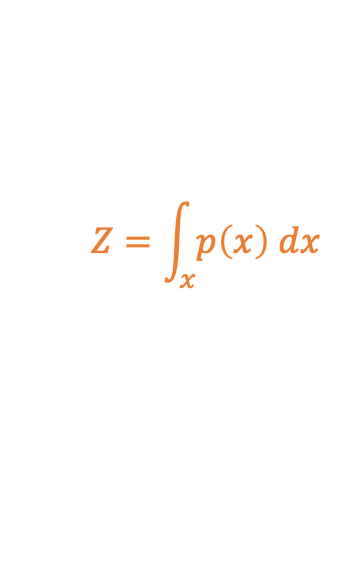 Z = ∫ₓ p(x) dx